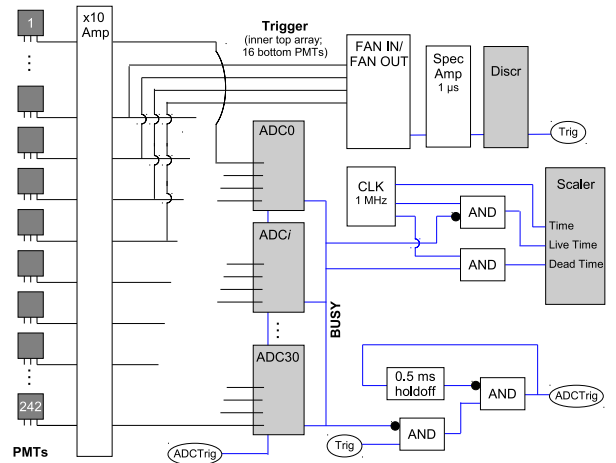 1
x10
Amp
Trigger
(inner top array;
16 bottom PMTs)
FAN IN/
FAN OUT
Spec
Amp
1 µs
Discr
Trig
ADC0
CLK
1 MHz
AND
Scaler
Time
Live Time
Dead Time
AND
ADCi
BUSY
ADC30
0.5 ms
holdoff
AND
ADCTrig
242
AND
Trig
ADCTrig
PMTs